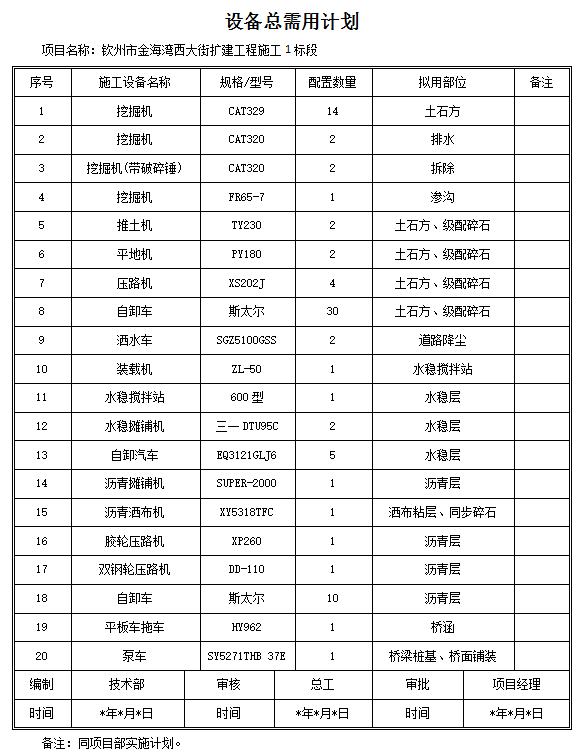 设备总需用计划
项目名称：钦州市金海湾西大街扩建工程施工1标段
序号 施工设备名称 规格/型号 配置数量 拟用部位 备注
1 挖掘机 CAT329 14 土石方
2 挖掘机 CAT320 2 排水
3 挖掘机(带破碎锤) CAT320 2 拆除
4 挖掘机 FR65-7 1 渗沟
5 推土机 TY230 2 土石方、级配碎石
6 平地机 PY180 2 土石方、级配碎石
7 压路机 XS202J 4 土石方、级配碎石
8 自卸车 斯太尔 30 土石方、级配碎石
9 洒水车 SGZ5100GSS 2 道路降尘
10 装载机 ZL-50 1 水稳搅拌站
11 水稳搅拌站 600型 1 水稳层
12 水稳摊铺机 三一DTU95C 2 水稳层
13 自卸汽车 EQ3121GLJ6 5 水稳层
14 沥青摊铺机 SUPER-2000 1 沥青层
15 沥青洒布机 XY5318TFC 1 洒布粘层、同步碎石
16 胶轮压路机 XP260 1 沥青层
17 双钢轮压路机 DD-110 1 沥青层
18 自卸车 斯太尔 10 沥青层
19 平板车拖车 HY962 1 桥涵
20 泵车 SY5271THB 37E 1 桥梁桩基、桥面铺装
编制 技术部 审核 总工 审批 项目经理
时间 *年*月*日 时间 *年*月*日 时间 *年*月*日
备注：同项目部实施计划。